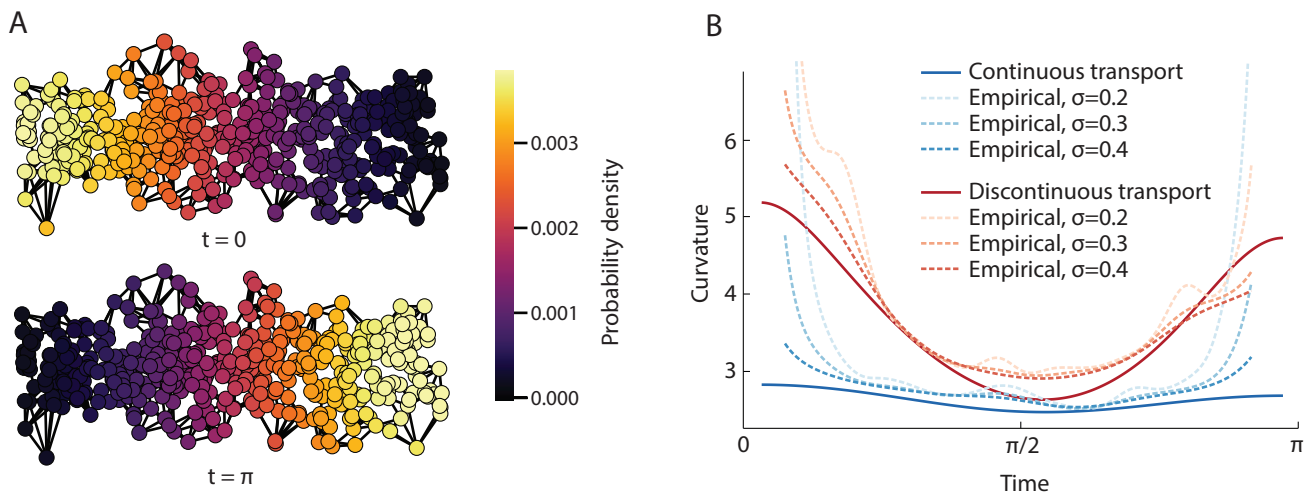 A
t = 0
t = π
0.003
0.002
0.001
0.000
Probability density
B
Continuous transport
Empirical, σ=0.2
Empirical, σ=0.3
Empirical, σ=0.4
Discontinuous transport
Empirical, σ=0.2
Empirical, σ=0.3
Empirical, σ=0.4
Curvature
6
5
4
3
0
π/2
π
Time